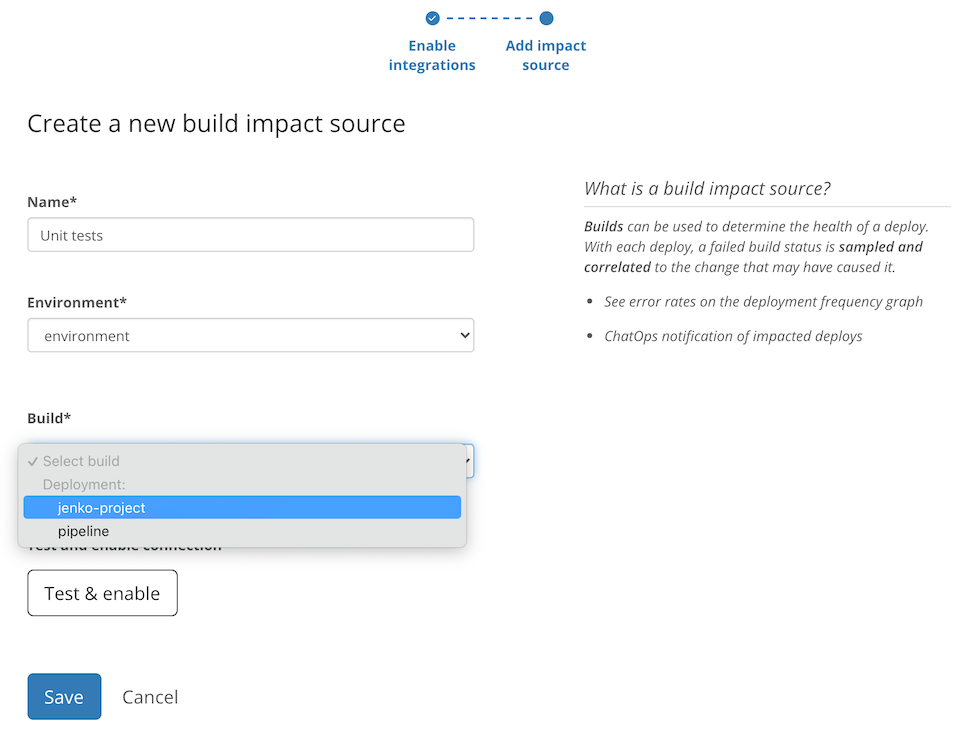 Enable
integrations
Add impact
source
Create a new build impact source
Name*
Unit tests
Environment*
environment
Build*
✓ Select build
Deployment:
jenko-project
pipeline
Test and enable connection
Test & enable
Save
Cancel
What is a build impact source?
Builds can be used to determine the health of a deploy.
With each deploy, a failed build status is sampled and
correlated to the change that may have caused it.
• See error rates on the deployment frequency graph
• ChatOps notification of impacted deploys